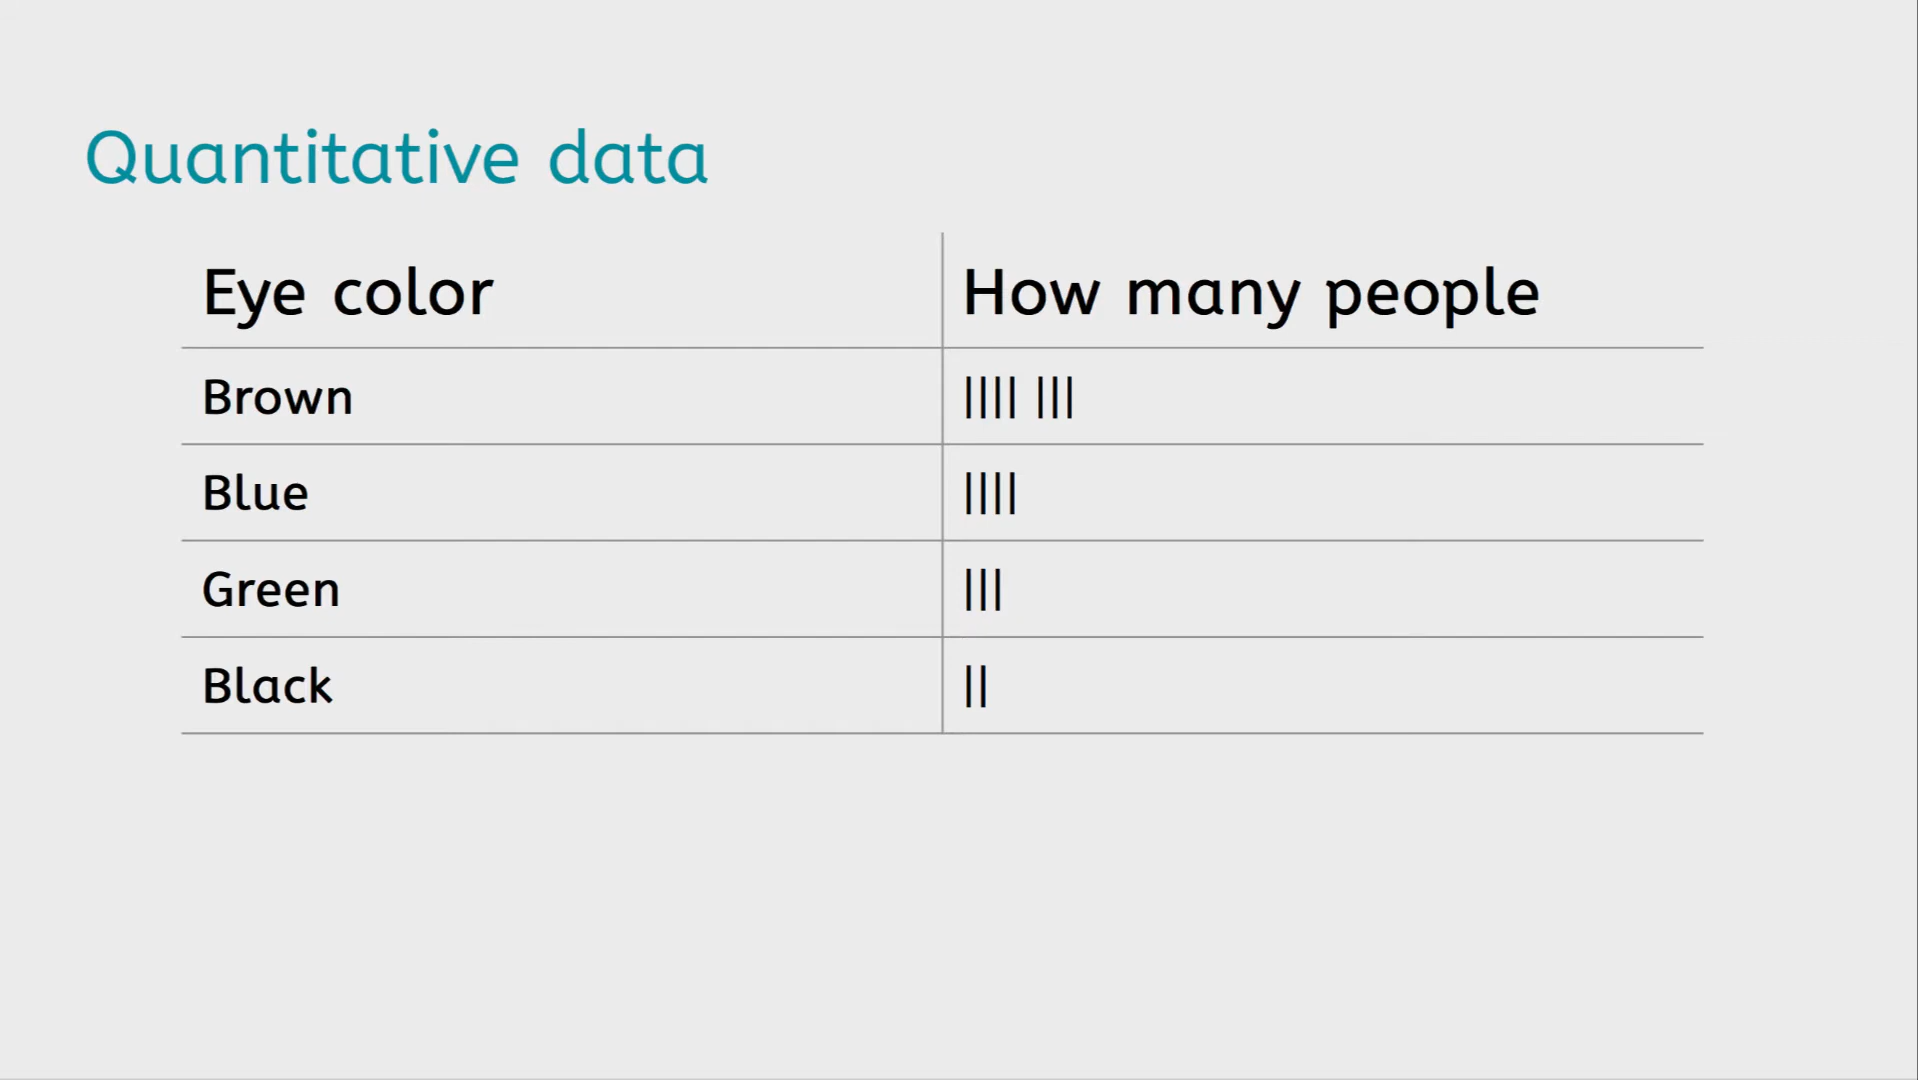 Quantitative data
Eye color How many people
Brown |||| |||
Blue ||||
Green |||
Black ||